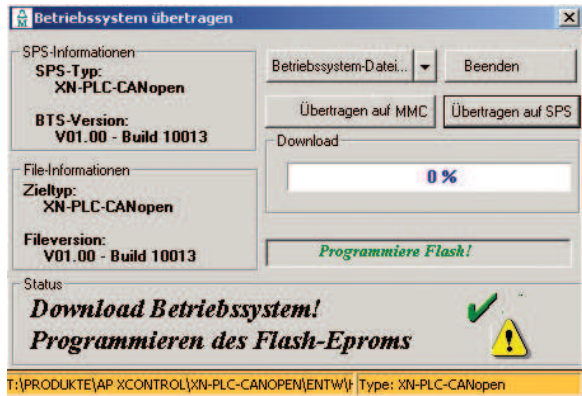 Betriebssystem übertragen
SPS-Informationen
SPS-Typ:
XN-PLC-CANopen
BTS-Version:
V01.00 - Build 10013
Betriebssystem-Datei...
Beenden
Übertragen auf MMC
Übertragen auf SPS
Download
0 %
File-Informationen
Zieltyp:
XN-PLC-CANopen
Fileversion:
V01.00 - Build 10013
Programmiere Flash!
Status
Download Betriebssystem!
Programmieren des Flash-Eproms
T:\PRODUKTE\AP XCONTROL\XN-PLC-CANOPEN\ENTW\
Type: XN-PLC-CANopen